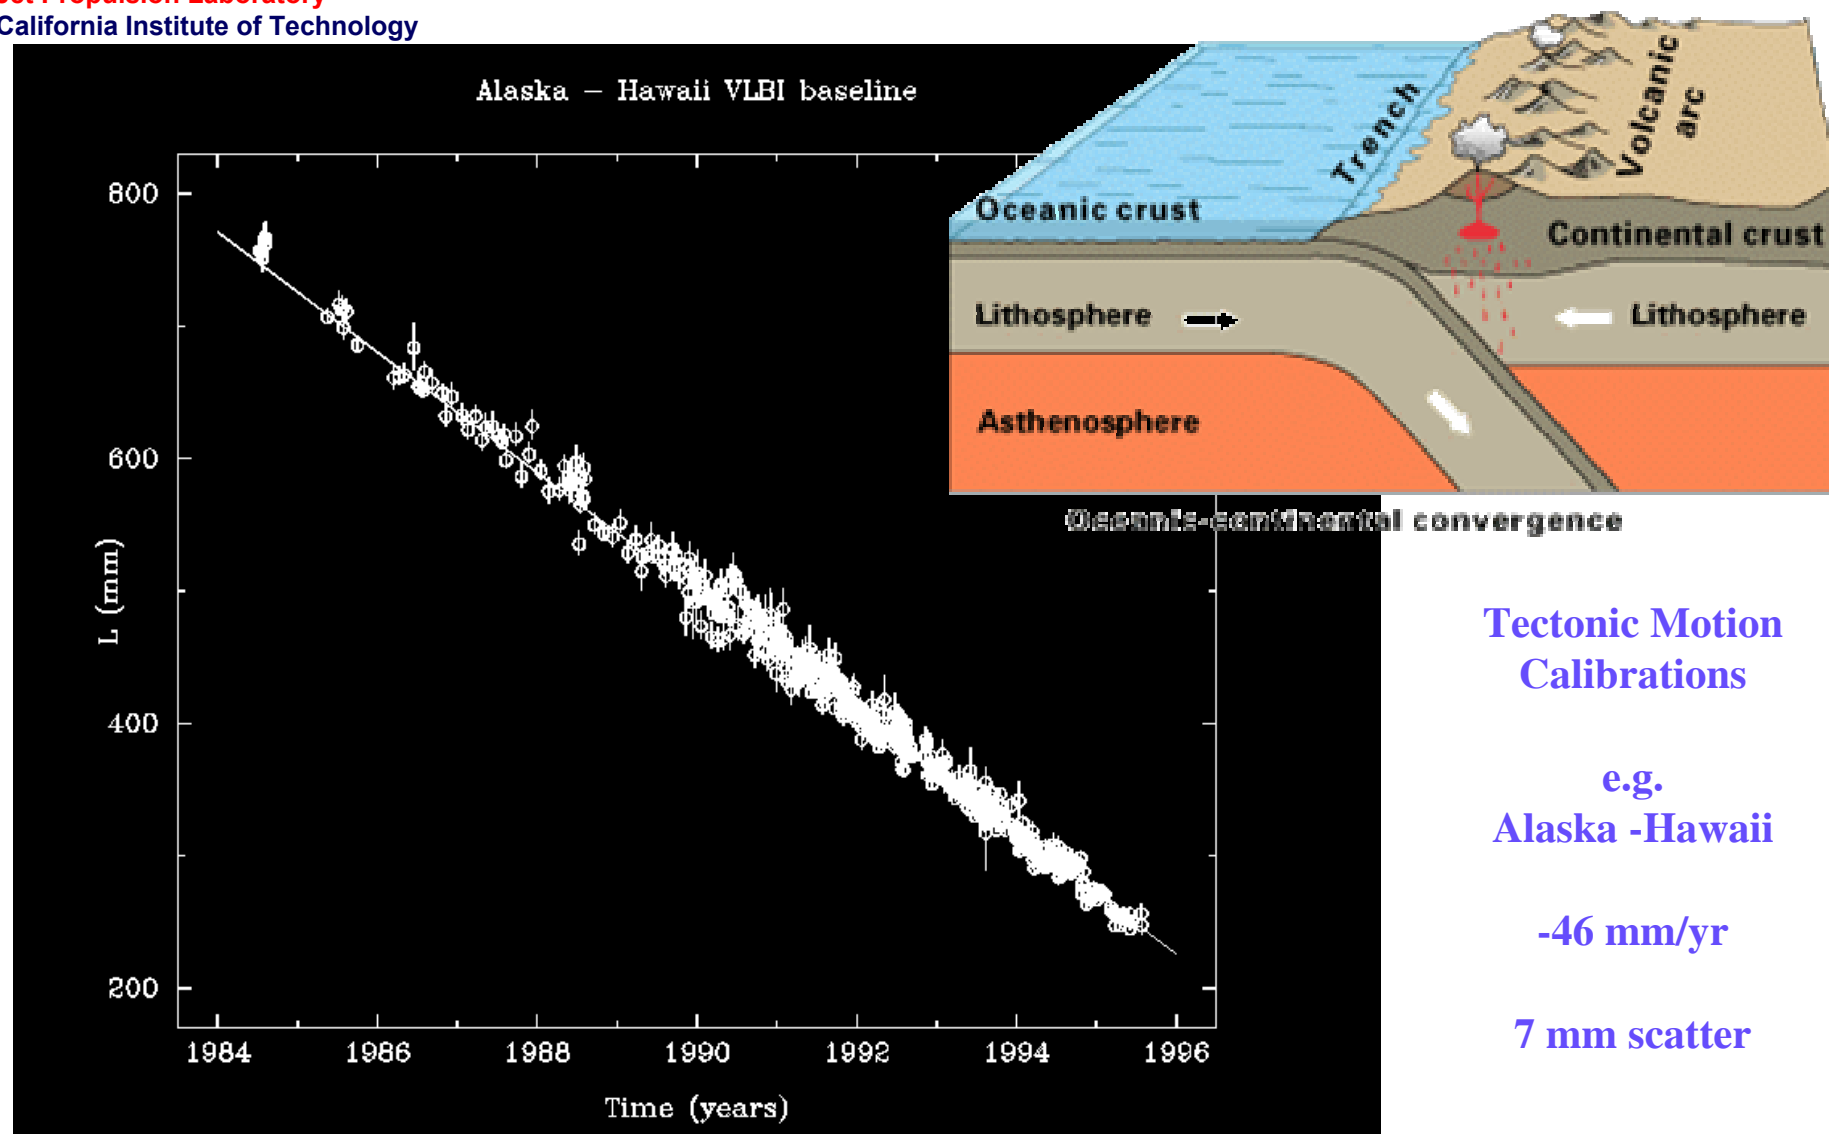 Propulsion Laboratory
California Institute of Technology
Alaska – Hawaii VLBI baseline
800
600
400
200
L (mm)
1984 1986 1988 1990 1992 1994 1996
Time (years)
Trench
Volcanic
arc
Oceanic crust
Continental crust
Lithosphere
Lithosphere
Asthenosphere
Oceanic-continental convergence
Tectonic Motion
Calibrations
e.g.
Alaska -Hawaii
-46 mm/yr
7 mm scatter